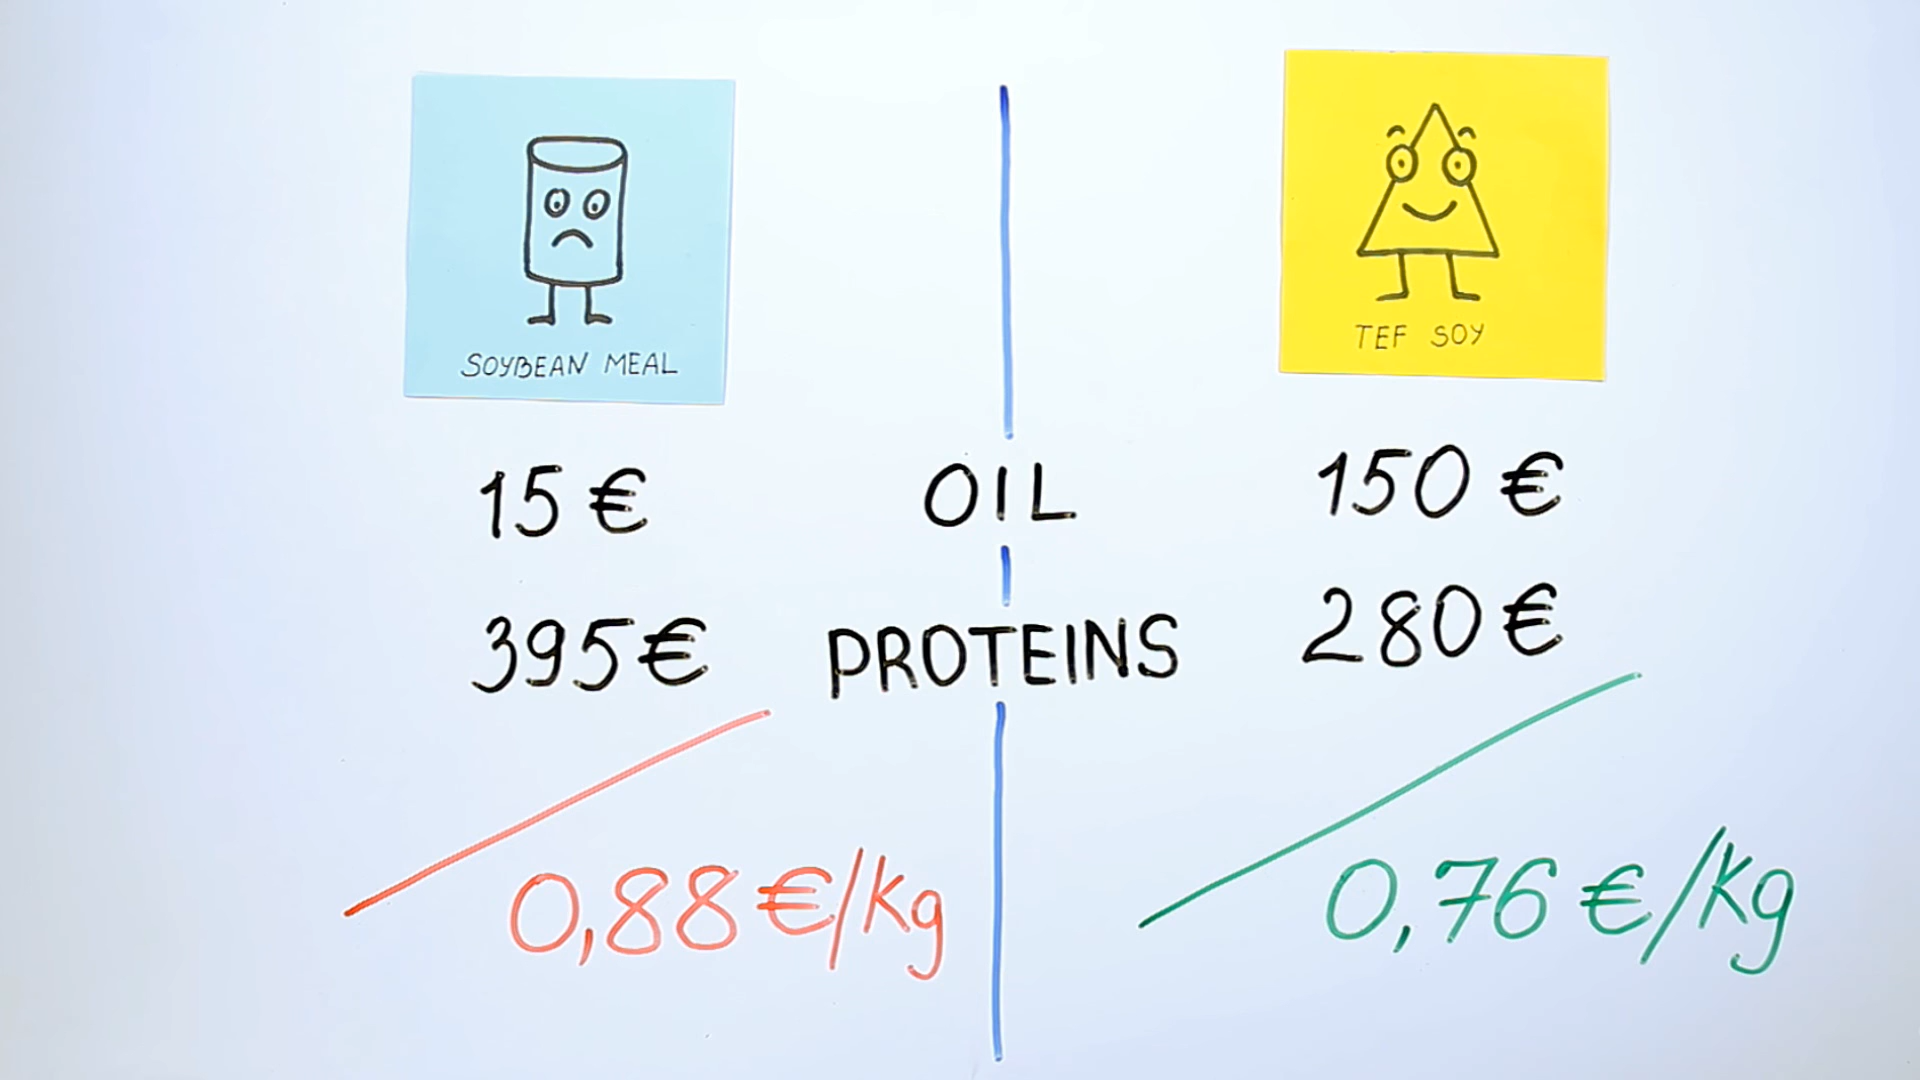 SOYBEAN MEAL
TEF SOY
15 € OIL 150 €
395 € PROTEINS 280 €
0,88 €/kg 0,76 €/kg